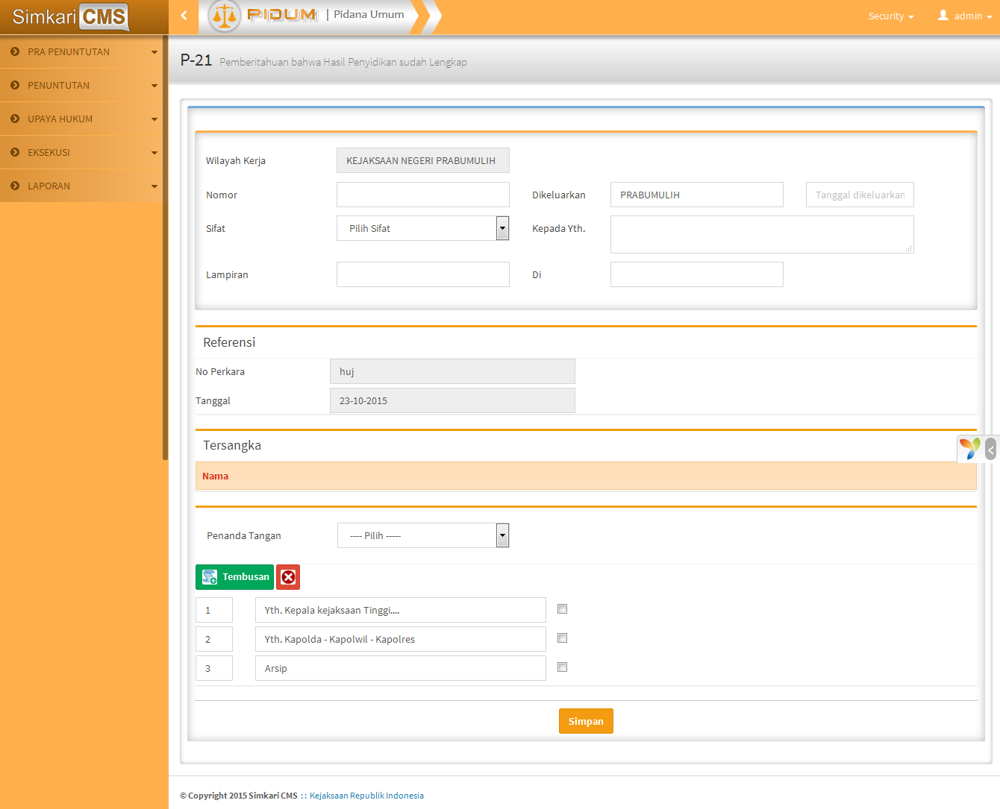 Simkari CMS
PIDUM | Pidana Umum
Security
admin
PRA PENUNTUTAN
PENUNTUTAN
UPAYA HUKUM
EKSEKUSI
LAPORAN
P-21 Pemberitahuan bahwa Hasil Penyidikan sudah Lengkap
Wilayah Kerja KEJAKSAAN NEGERI PRABUMULIH
Nomor Dikeluarkan PRABUMULIH Tanggal dikeluarkan
Sifat Pilih Sifat Kepada Yth.
Lampiran Di
Referensi
No Perkara huj
Tanggal 23-10-2015
Tersangka
Nama
Penanda Tangan ---- Pilih -----
Tembusan
1 Yth. Kepala kejaksaan Tinggi....
2 Yth. Kapolda - Kapolwil - Kapolres
3 Arsip
Simpan
© Copyright 2015 Simkari CMS :: Kejaksaan Republik Indonesia